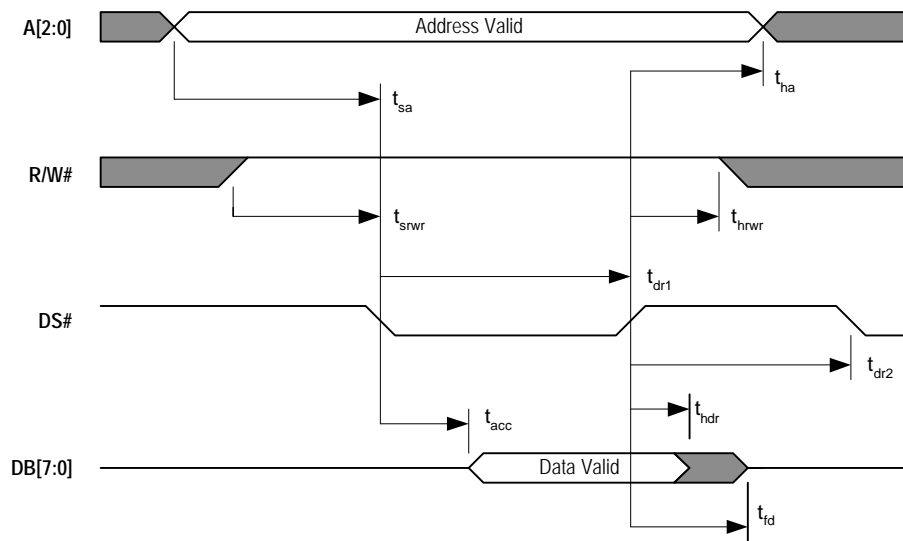 A[2:0]
Address Valid
t_ha
t_sa
R/W#
t_srwr
t_hrwr
t_dr1
DS#
t_dr2
t_hdr
t_acc
DB[7:0]
Data Valid
t_fd